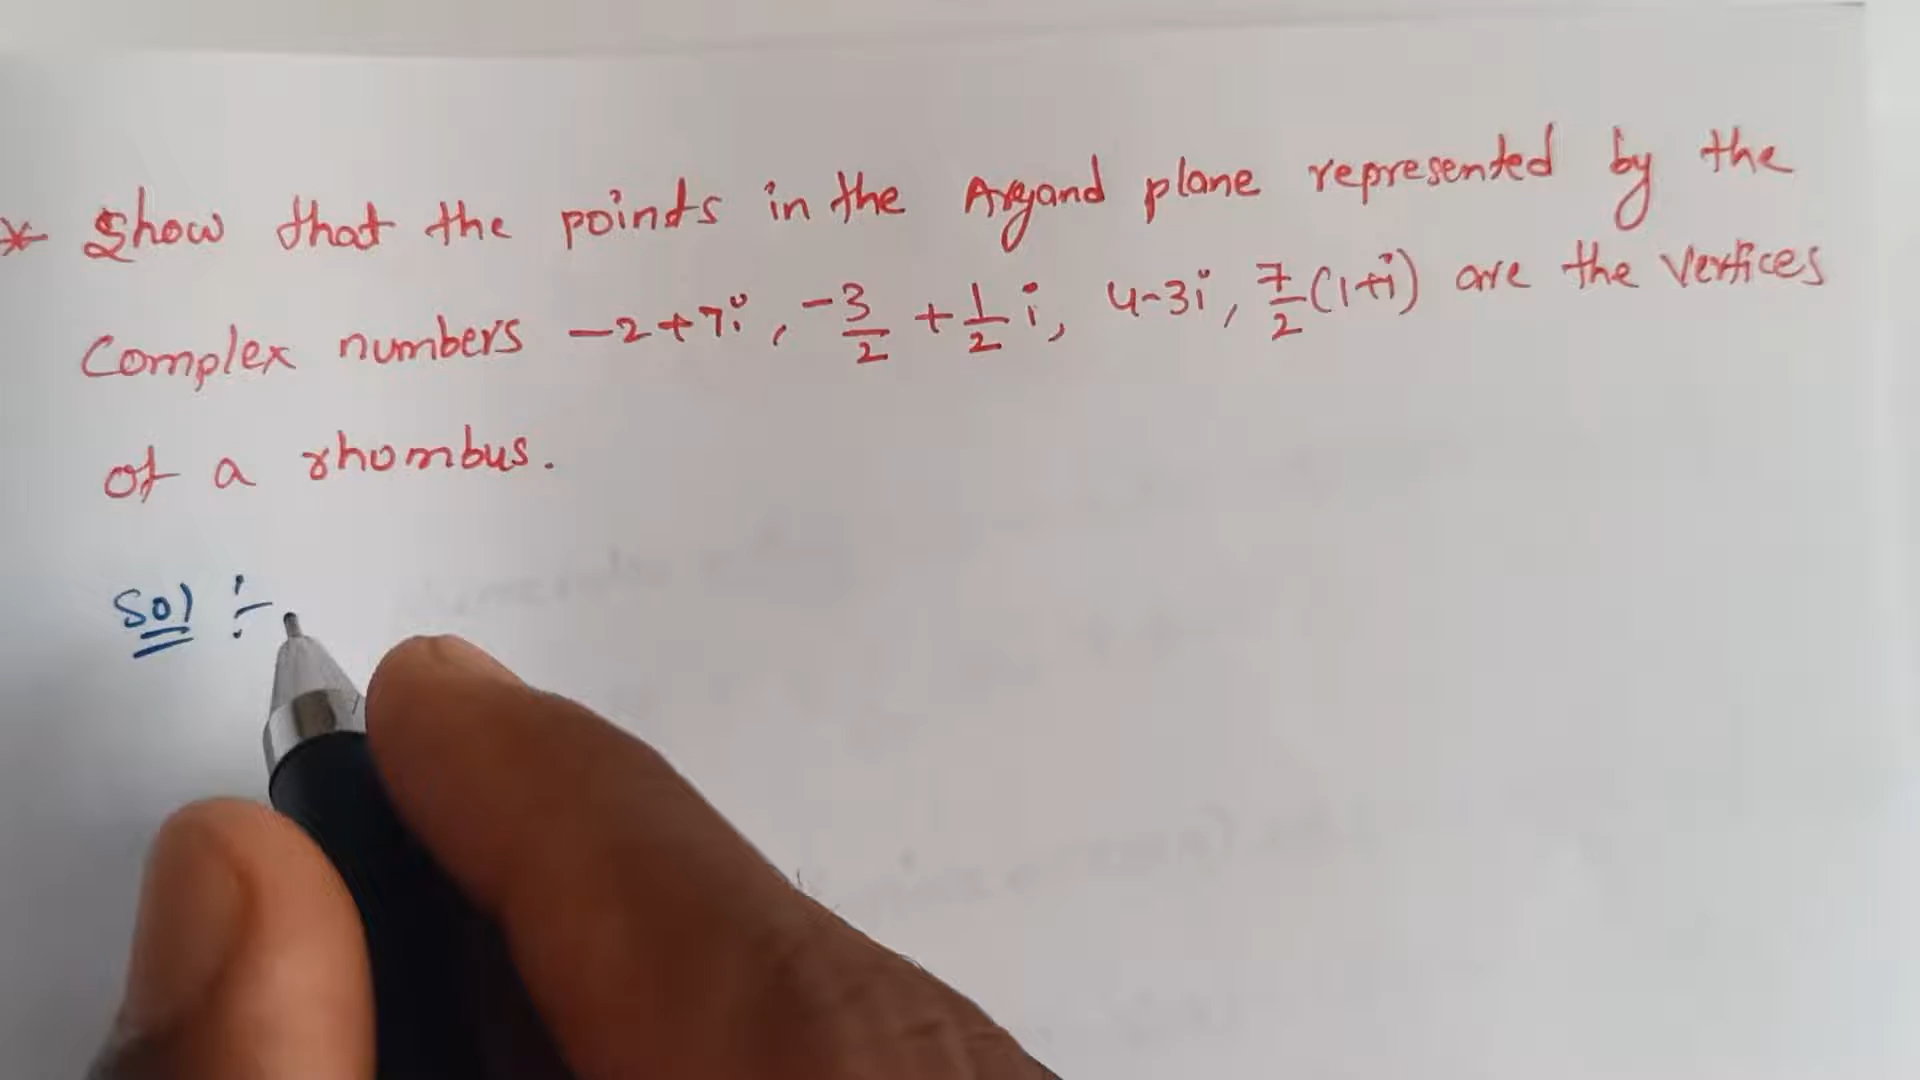 * Show that the points in the Argand plane represented by the
Complex numbers -2+7i, -3/2 + 1/2 i, 4-3i, 7/2 (1+i) are the vertices
of a rhombus.
Sol :-